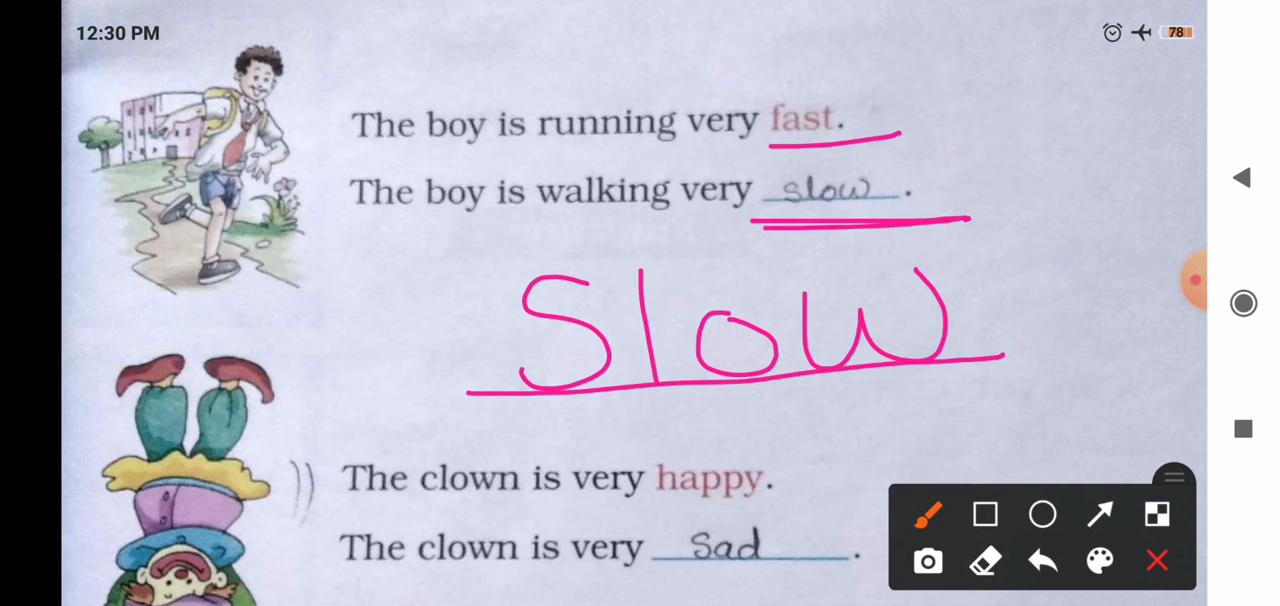 12:30 PM
78
The boy is running very fast.
The boy is walking very slow.
Slow
The clown is very happy.
The clown is very Sad.